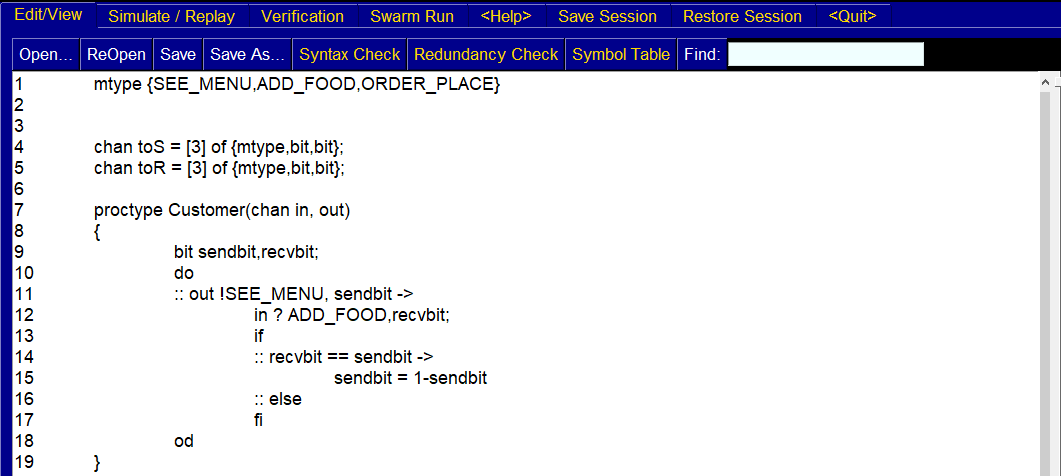 Edit/View Simulate / Replay Verification Swarm Run <Help> Save Session Restore Session <Quit>
Open... ReOpen Save Save As... Syntax Check Redundancy Check Symbol Table Find:
1 mtype {SEE_MENU,ADD_FOOD,ORDER_PLACE}
2
3
4 chan toS = [3] of {mtype,bit,bit};
5 chan toR = [3] of {mtype,bit,bit};
6
7 proctype Customer(chan in, out)
8 {
9 bit sendbit,recvbit;
10 do
11 :: out !SEE_MENU, sendbit ->
12 in ? ADD_FOOD,recvbit;
13 if
14 :: recvbit == sendbit ->
15 sendbit = 1-sendbit
16 :: else
17 fi
18 od
19 }